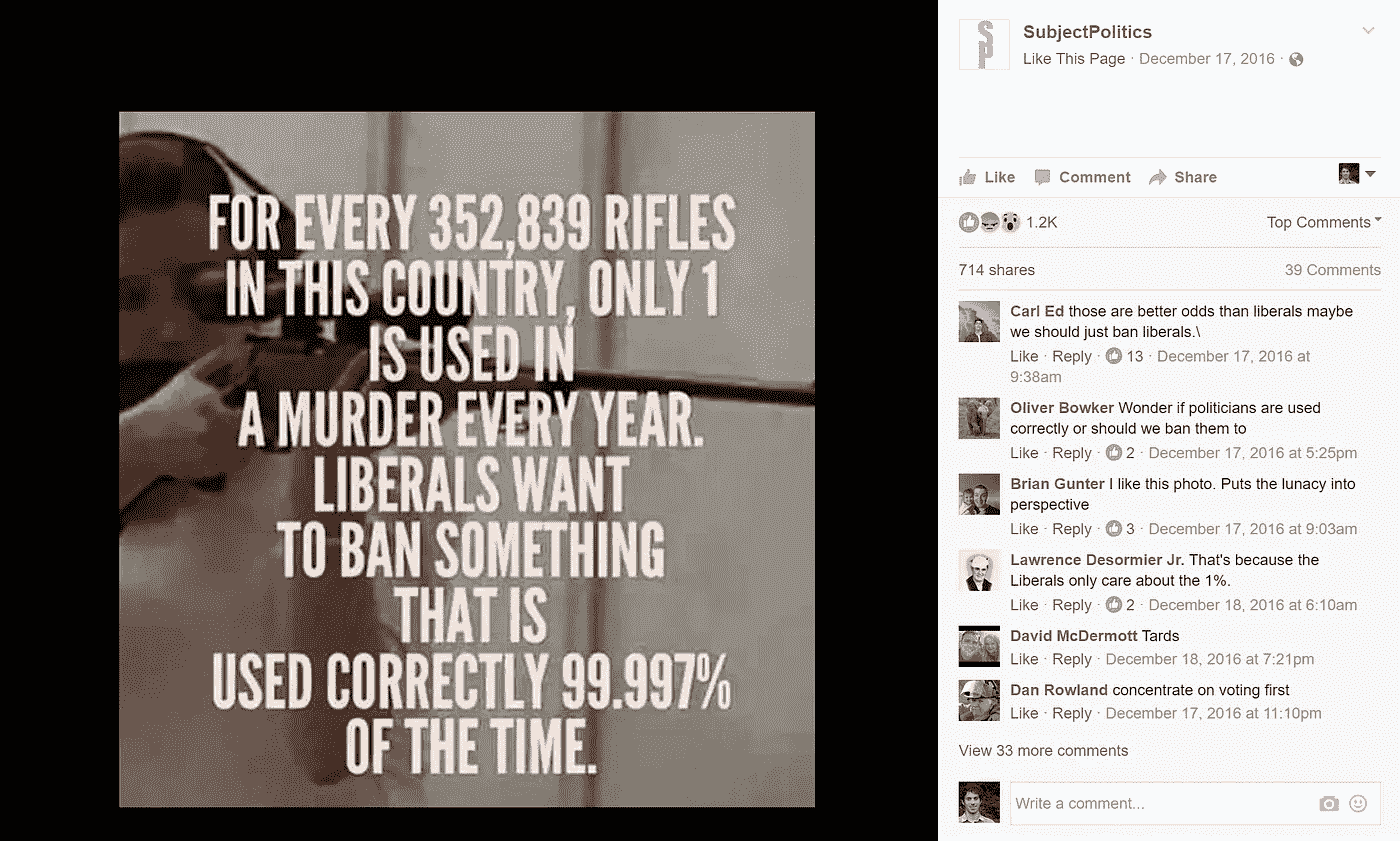 FOR EVERY 352,839 RIFLES
IN THIS COUNTRY, ONLY 1
IS USED IN
A MURDER EVERY YEAR.
LIBERALS WANT
TO BAN SOMETHING
THAT IS
USED CORRECTLY 99.997%
OF THE TIME.
SP
SubjectPolitics
Like This Page · December 17, 2016 ·
Like Comment Share
1.2K Top Comments
714 shares 39 Comments
Carl Ed those are better odds than liberals maybe
we should just ban liberals.\
Like · Reply · 13 · December 17, 2016 at
9:38am
Oliver Bowker Wonder if politicians are used
correctly or should we ban them to
Like · Reply · 2 · December 17, 2016 at 5:25pm
Brian Gunter I like this photo. Puts the lunacy into
perspective
Like · Reply · 3 · December 17, 2016 at 9:03am
Lawrence Desormier Jr. That's because the
Liberals only care about the 1%.
Like · Reply · 2 · December 18, 2016 at 6:10am
David McDermott Tards
Like · Reply · December 18, 2016 at 7:21pm
Dan Rowland concentrate on voting first
Like · Reply · December 17, 2016 at 11:10pm
View 33 more comments
Write a comment...